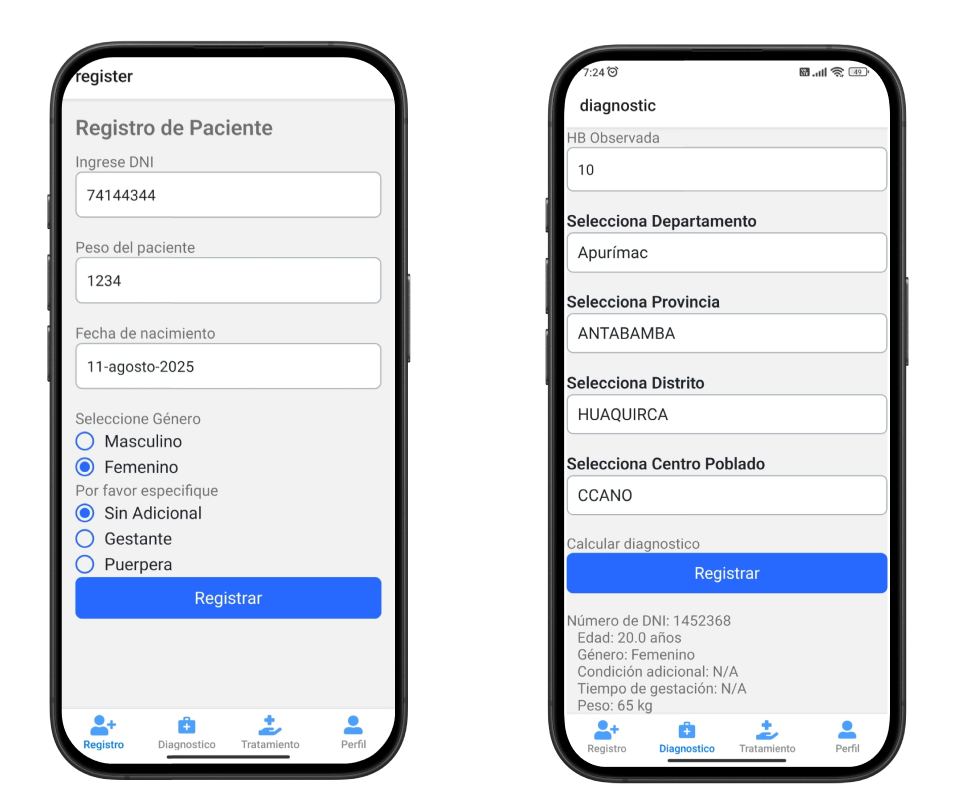 register
Registro de Paciente
Ingrese DNI
74144344
Peso del paciente
1234
Fecha de nacimiento
11-agosto-2025
Seleccione Género
Masculino
Femenino
Por favor especifique
Sin Adicional
Gestante
Puerpera
Registrar
Registro Diagnostico Tratamiento Perfil
7:24 49
diagnostic
HB Observada
10
Selecciona Departamento
Apurímac
Selecciona Provincia
ANTABAMBA
Selecciona Distrito
HUAQUIRCA
Selecciona Centro Poblado
CCANO
Calcular diagnostico
Registrar
Número de DNI: 1452368
Edad: 20.0 años
Género: Femenino
Condición adicional: N/A
Tiempo de gestación: N/A
Peso: 65 kg
Registro Diagnostico Tratamiento Perfil